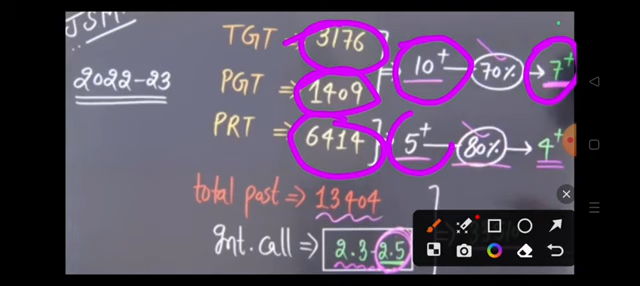 JSM
TGT ⇒ 3176
2022-23
PGT ⇒ 1409
= 10+ → 70% → 7+
PRT ⇒ 6414
5+ → 80% → 4+
total post ⇒ 13404
Int. call ⇒ 2.3-2.5